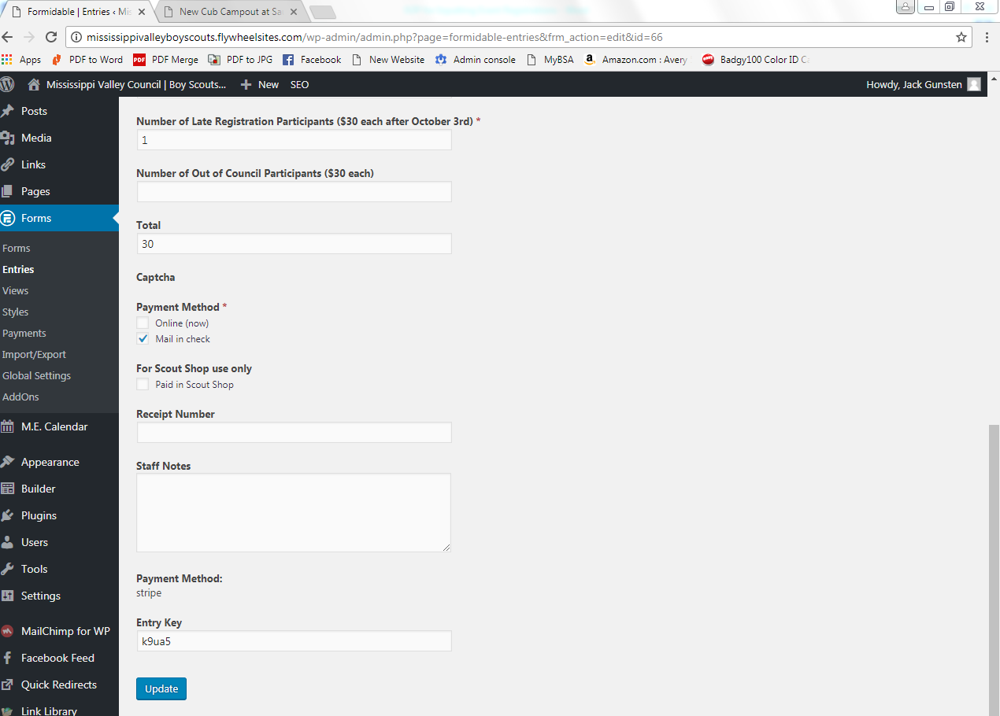 Formidable | Entries ‹ Mis
New Cub Campout at Sa
mississippivalleyboyscouts.flywheelsites.com/wp-admin/admin.php?page=formidable-entries&frm_action=edit&id=66
Apps PDF to Word PDF Merge PDF to JPG Facebook New Website Admin console MyBSA Amazon.com : Avery Badgy100 Color ID Ca
Mississippi Valley Council | Boy Scouts... New SEO Howdy, Jack Gunsten
Posts
Media
Links
Pages
Forms
Forms
Entries
Views
Styles
Payments
Import/Export
Global Settings
AddOns
M.E. Calendar
Appearance
Builder
Plugins
Users
Tools
Settings
MailChimp for WP
Facebook Feed
Quick Redirects
Link Library
Number of Late Registration Participants ($30 each after October 3rd) *
1
Number of Out of Council Participants ($30 each)
Total
30
Captcha
Payment Method *
Online (now)
Mail in check
For Scout Shop use only
Paid in Scout Shop
Receipt Number
Staff Notes
Payment Method:
stripe
Entry Key
k9ua5
Update